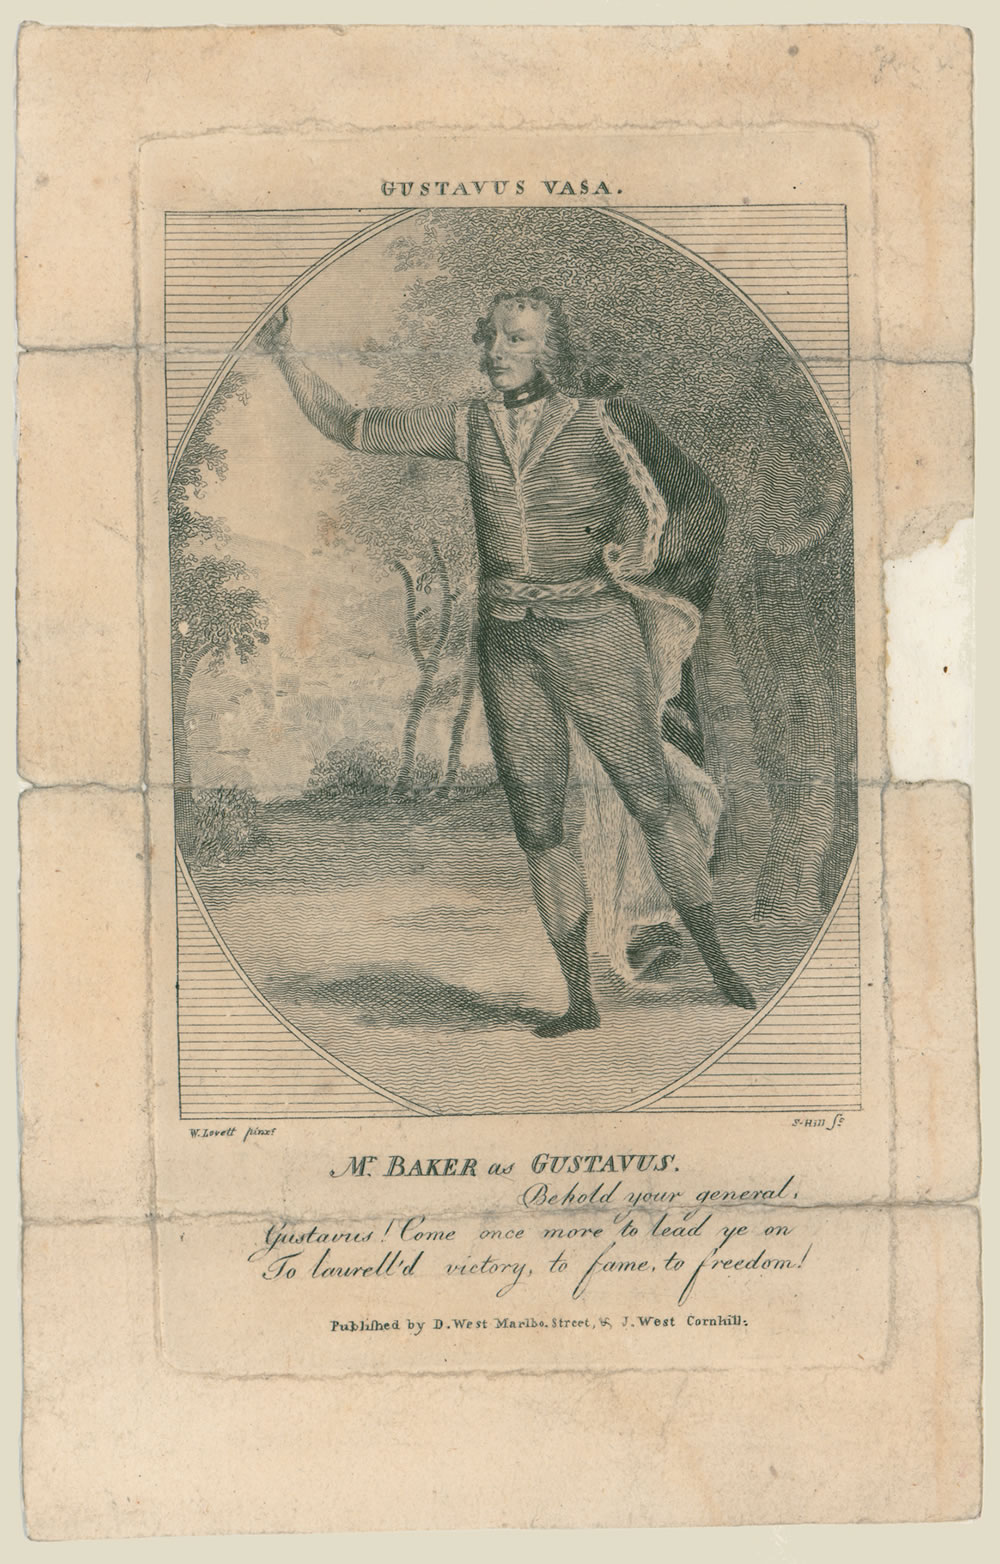 GUSTAVUS VASA.
W. Lovett pinxt
S. Hill Sc
Mr. BAKER as GUSTAVUS.
Behold your general,
Gustavus! Come once more to lead ye on
To laurell'd victory, to fame, to freedom!
Publiſhed by D. West Marlbo. Street, & J. West Cornhill.